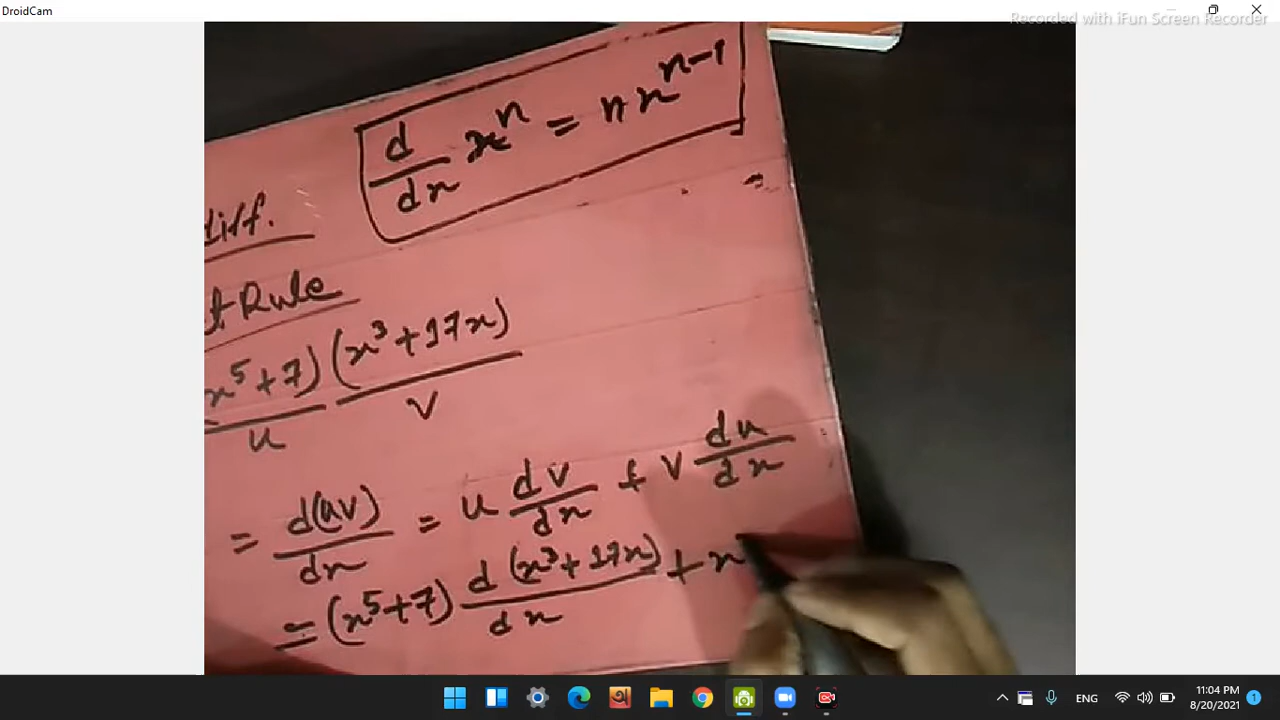 DroidCam
Recorded with iFun Screen Recorder
d/dx x^n = n x^(n-1)
diff.
t Rule
x^5+7) (x^3+17x)
u v
= d(uv)/dx = u dv/dx + v du/dx
= (x^5+7) d(x^3+17x)/dx + x
ENG
11:04 PM
8/20/2021
1